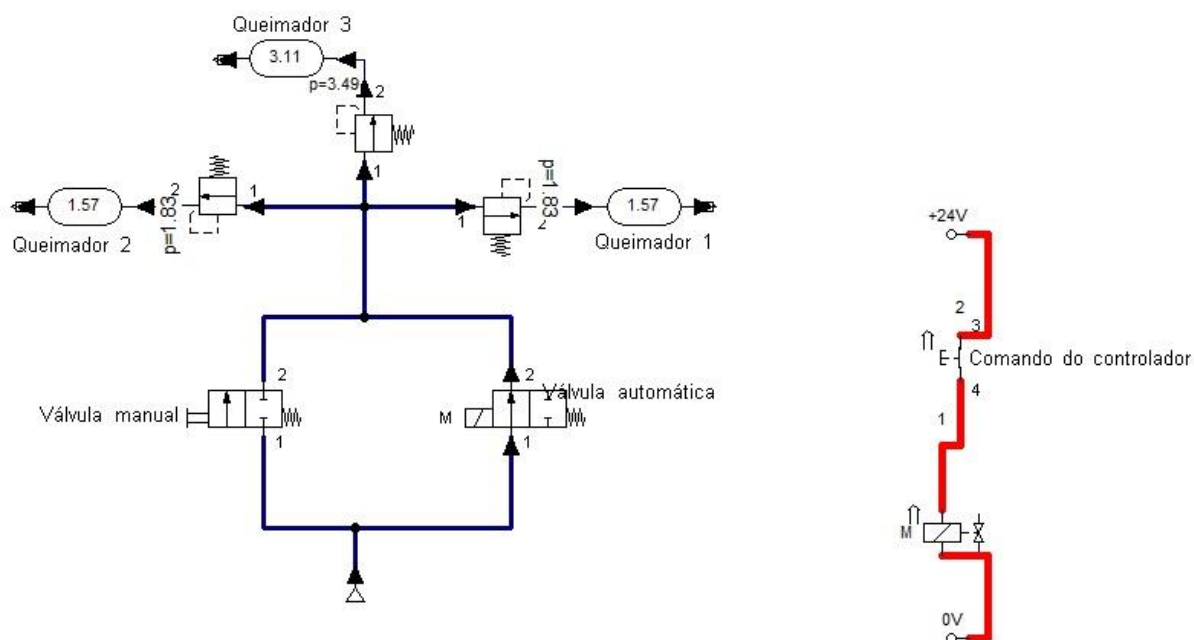 Queimador 3
3.11
p=3.49
2
1
1.57
2
1
p=1.83
Queimador 2
p=1.83
1
2
1.57
Queimador 1
2
Válvula manual
1
2
Válvula automática
M
1
+24V
2
3
Comando do controlador
4
1
M
0V